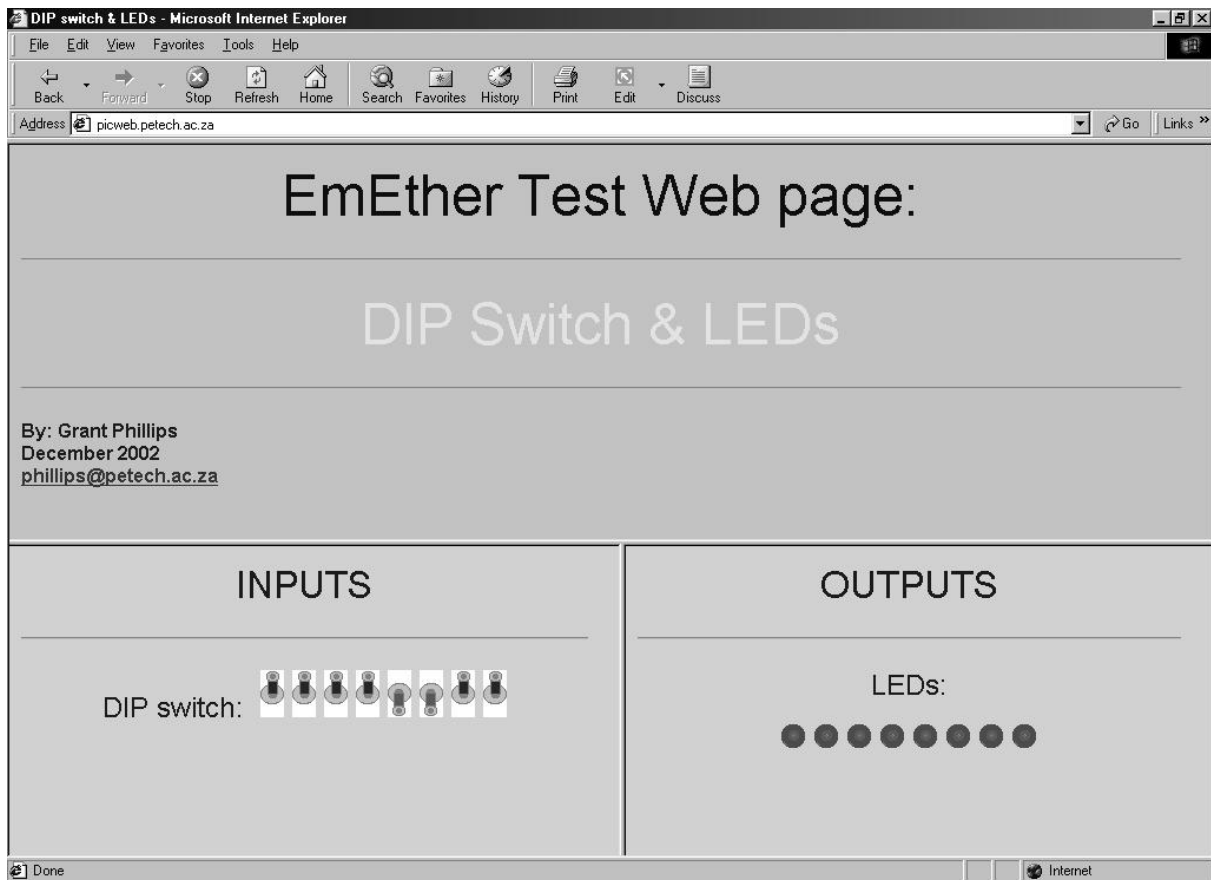 DIP switch & LEDs - Microsoft Internet Explorer
File Edit View Favorites Tools Help
Back Forward Stop Refresh Home Search Favorites History Print Edit Discuss
Address picweb.petech.ac.za Go Links »
EmEther Test Web page:
DIP Switch & LEDs
By: Grant Phillips
December 2002
phillips@petech.ac.za
INPUTS
DIP switch:
OUTPUTS
LEDs:
Done Internet